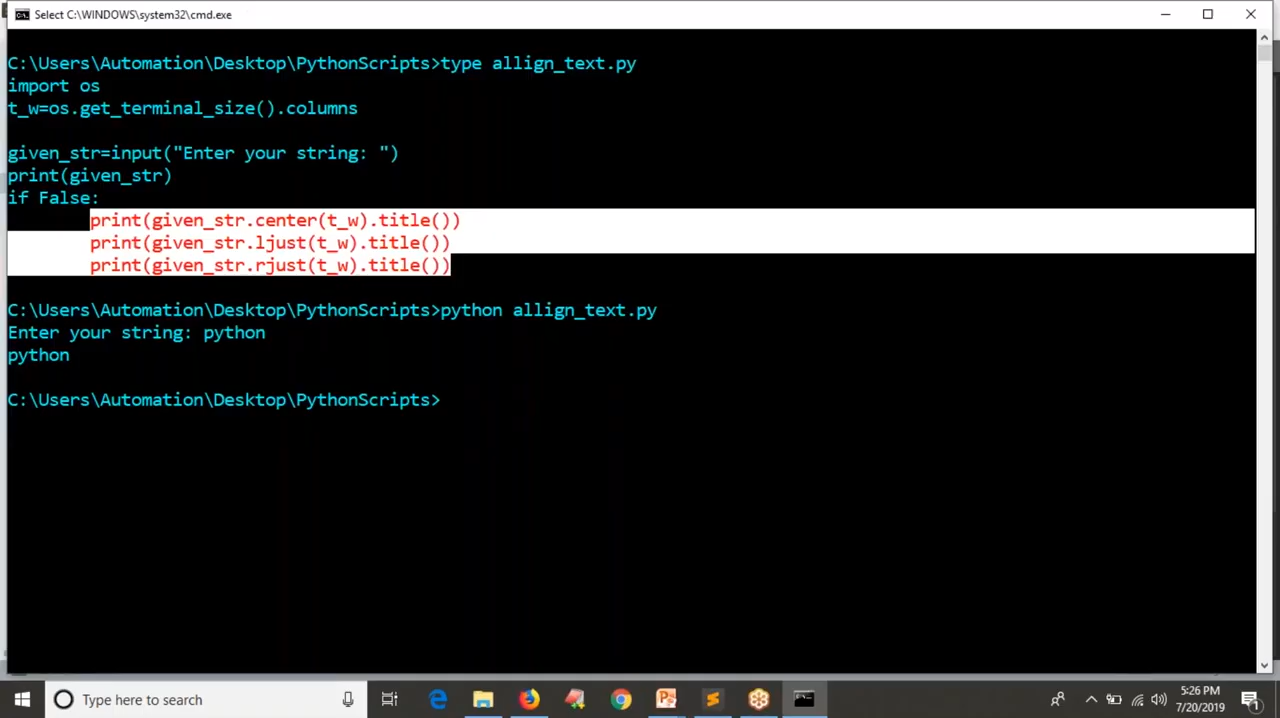 Select C:\WINDOWS\system32\cmd.exe
C:\Users\Automation\Desktop\PythonScripts>type allign_text.py
import os
t_w=os.get_terminal_size().columns
given_str=input("Enter your string: ")
print(given_str)
if False:
print(given_str.center(t_w).title())
print(given_str.ljust(t_w).title())
print(given_str.rjust(t_w).title())
C:\Users\Automation\Desktop\PythonScripts>python allign_text.py
Enter your string: python
python
C:\Users\Automation\Desktop\PythonScripts>
Type here to search
5:26 PM
7/20/2019
1